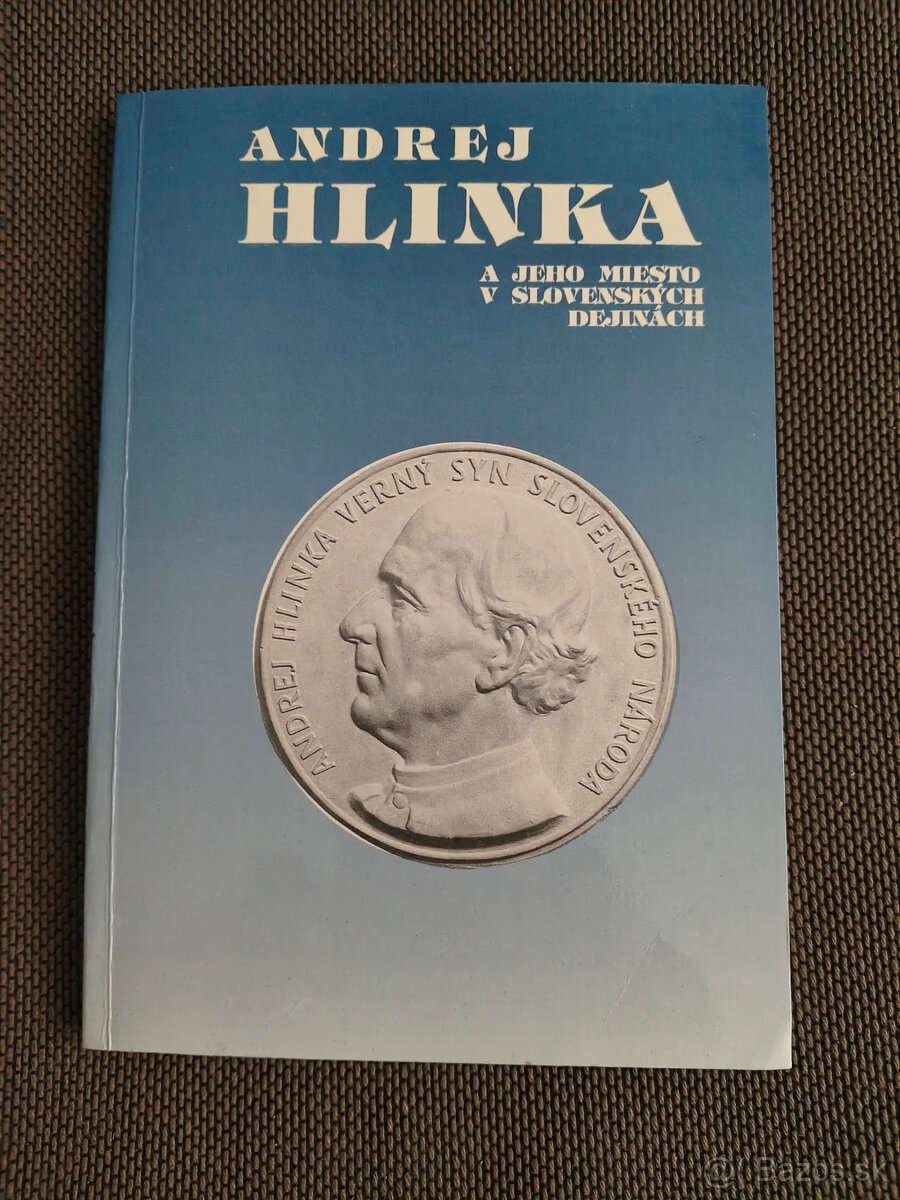 ANDREJ
HLINKA
A JEHO MIESTO
V SLOVENSKÝCH
DEJINÁCH
ANDREJ HLINKA VERNÝ SYN SLOVENSKÉHO NÁRODA
@ Bazos.sk